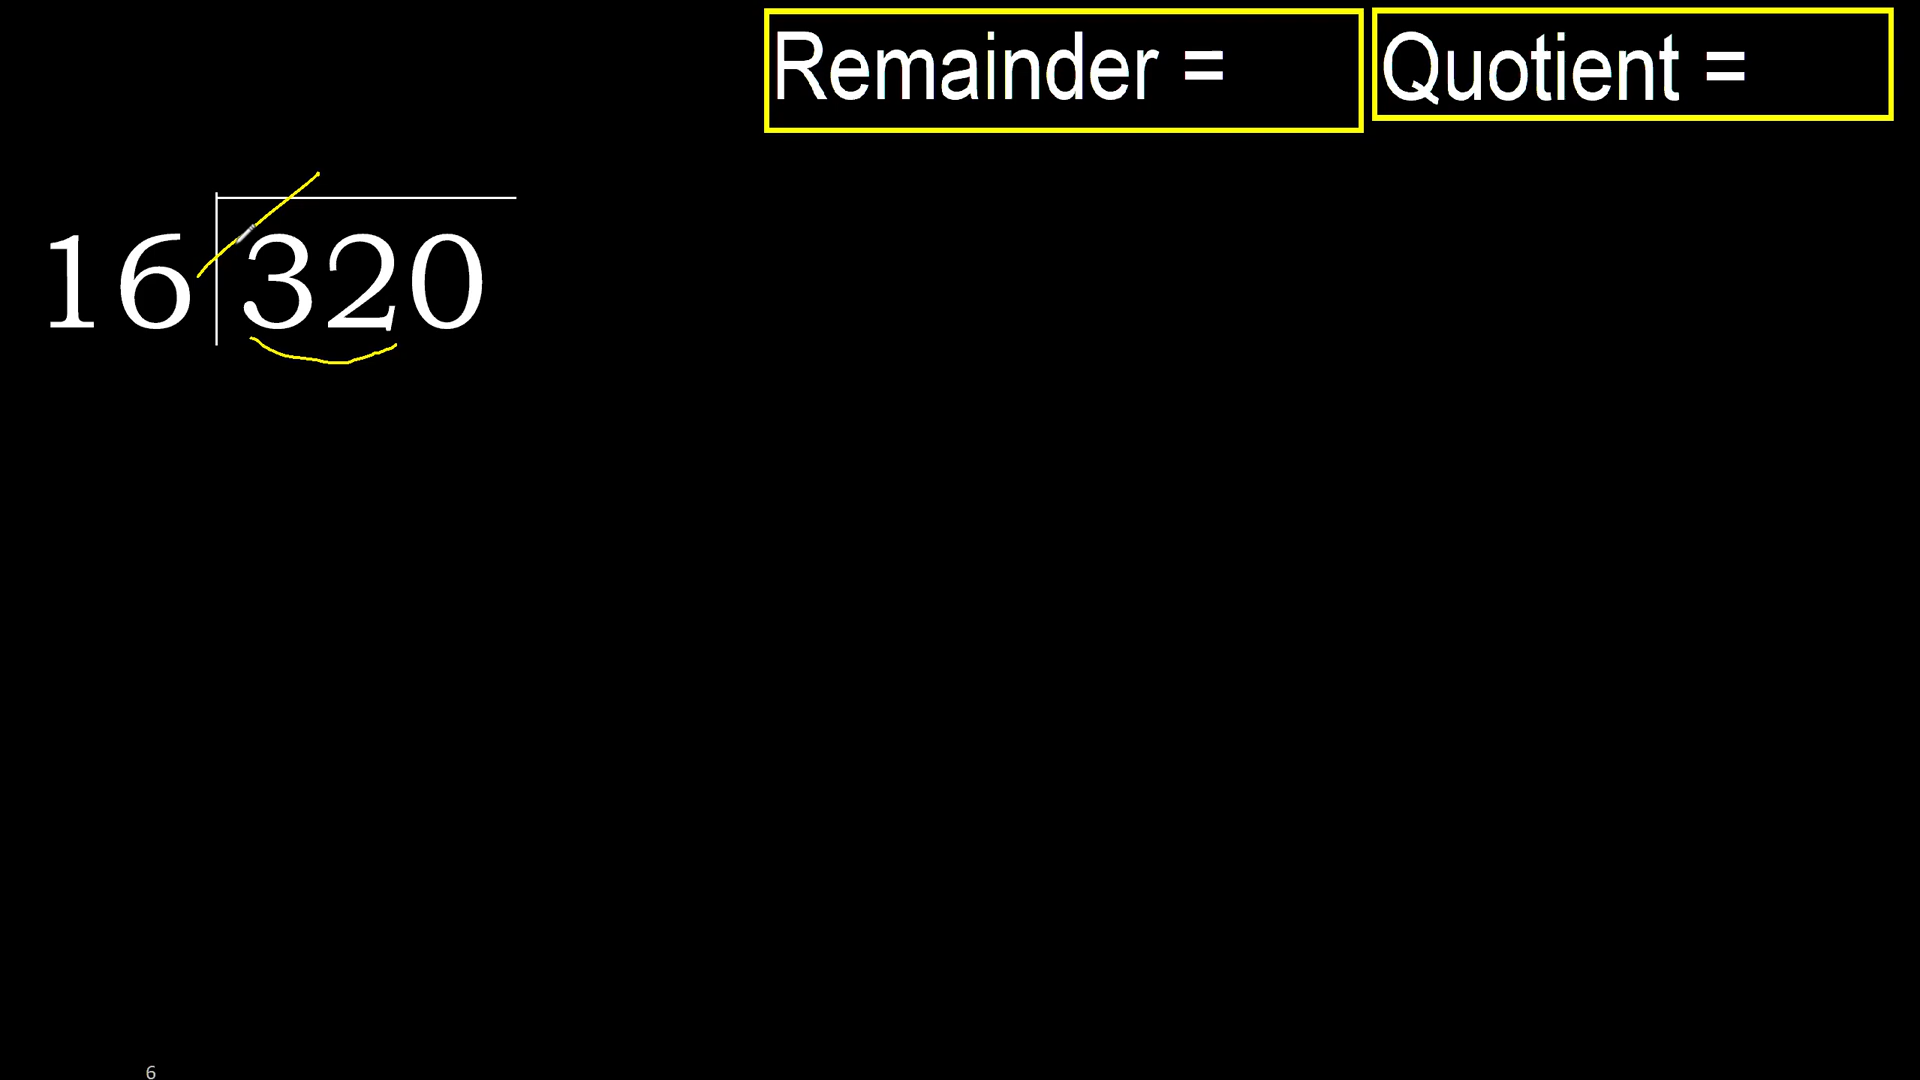 Remainder = Quotient =
16 320
6